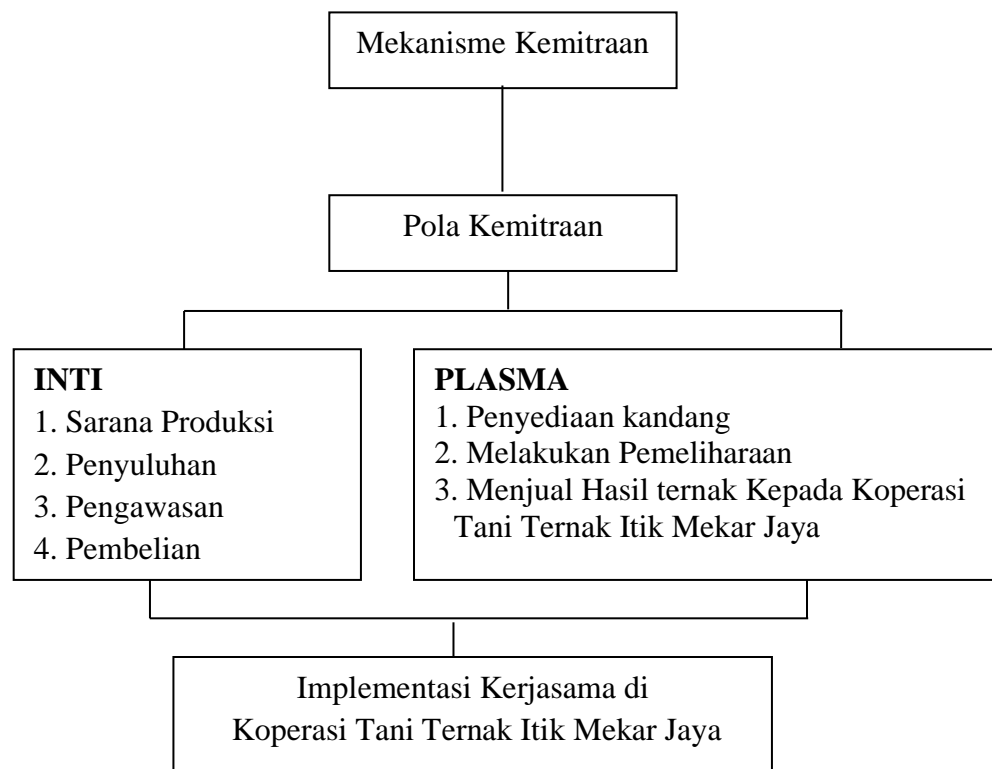 Mekanisme Kemitraan
Pola Kemitraan
INTI
1. Sarana Produksi
2. Penyuluhan
3. Pengawasan
4. Pembelian
PLASMA
1. Penyediaan kandang
2. Melakukan Pemeliharaan
3. Menjual Hasil ternak Kepada Koperasi
Tani Ternak Itik Mekar Jaya
Implementasi Kerjasama di
Koperasi Tani Ternak Itik Mekar Jaya